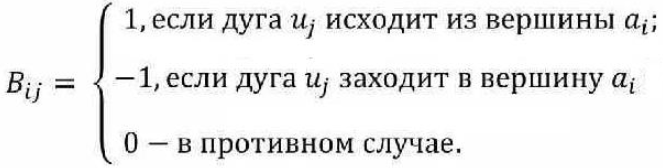 1, если дуга u_j исходит из вершины a_i;
B_ij = { −1, если дуга u_j заходит в вершину a_i
0 − в противном случае.